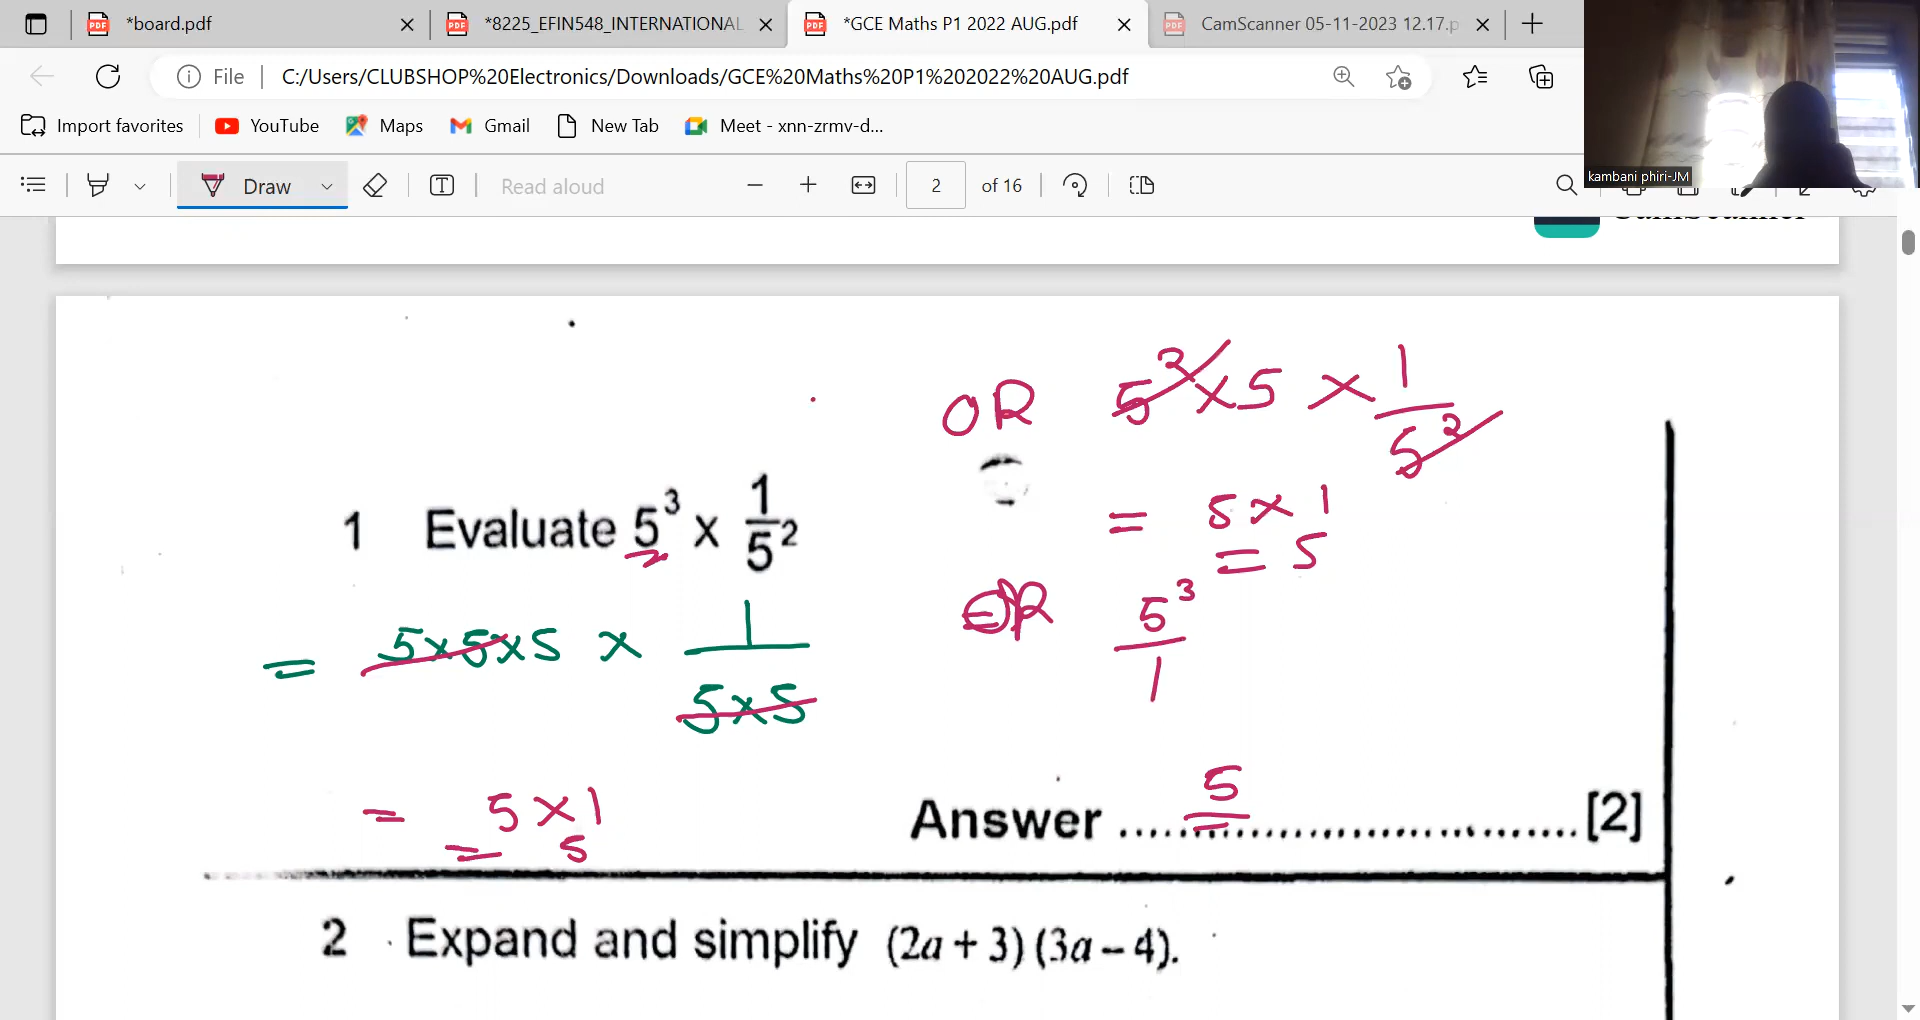 *board.pdf
*8225_EFIN548_INTERNATIONAL
*GCE Maths P1 2022 AUG.pdf
CamScanner 05-11-2023 12.17.p
File
C:/Users/CLUBSHOP%20Electronics/Downloads/GCE%20Maths%20P1%202022%20AUG.pdf
Import favorites
YouTube
Maps
Gmail
New Tab
Meet - xnn-zrmv-d...
kambani phiri-JM
Draw
Read aloud
2 of 16
OR 5² × 5 × 1/5²
= 5 × 1
= 5
1 Evaluate 5³ x 1/5²
OR 5³/1
= 5×5×5 × 1/5×5
= 5 × 1
= 5
Answer ..... 5 ..... [2]
2 Expand and simplify (2a + 3) (3a – 4).